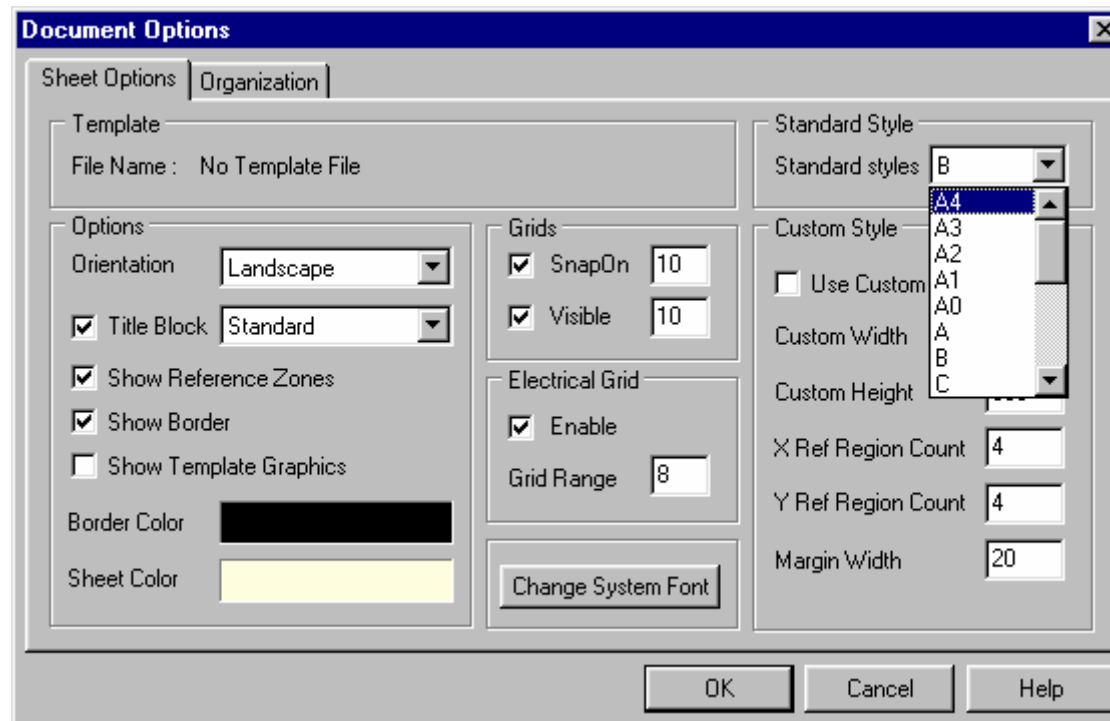 Document Options
Sheet Options
Organization
Template
File Name : No Template File
Standard Style
Standard styles B
A4
A3
A2
A1
A0
A
B
C
Options
Orientation Landscape
Title Block Standard
Show Reference Zones
Show Border
Show Template Graphics
Border Color
Sheet Color
Grids
SnapOn 10
Visible 10
Electrical Grid
Enable
Grid Range 8
Change System Font
Custom Style
Use Custom
Custom Width
Custom Height
X Ref Region Count 4
Y Ref Region Count 4
Margin Width 20
OK
Cancel
Help